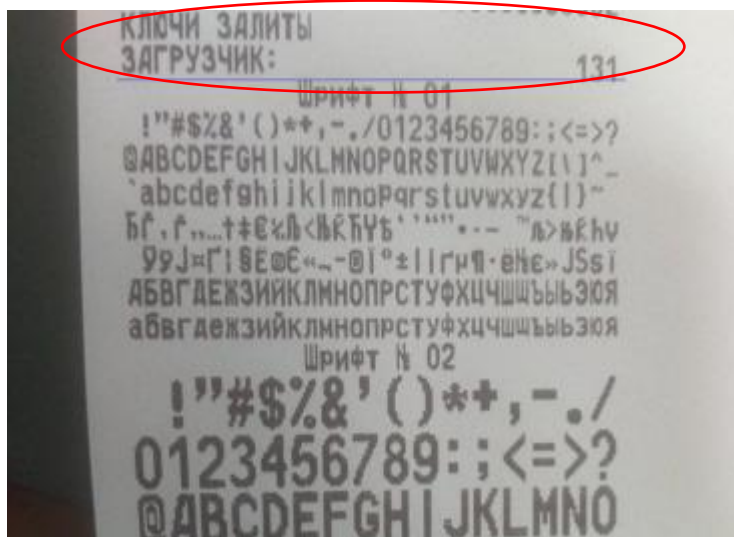 КЛЮЧИ ЗАЛИТЫ
ЗАГРУЗЧИК: 131
Шрифт № 01
!"#$%&'()*+,-./0123456789:;<=>?
@ABCDEFGHIJKLMNOPQRSTUVWXYZ[\]^_
`abcdefghijklmnopqrstuvwxyz{|}~
АБВГДЕЖЗИЙКЛМНОПРСТУФХЦЧШЩЪЫЬЭЮЯ
абвгдежзийклмнопрстуфхцчшщъыьэюя
Шрифт № 02
!"#$%&'()*+,-./
0123456789:;<=>?
@ABCDEFGHIJKLMNO